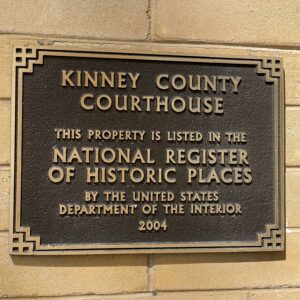 KINNEY COUNTY
COURTHOUSE
THIS PROPERTY IS LISTED IN THE
NATIONAL REGISTER
OF HISTORIC PLACES
BY THE UNITED STATES
DEPARTMENT OF THE INTERIOR
2004